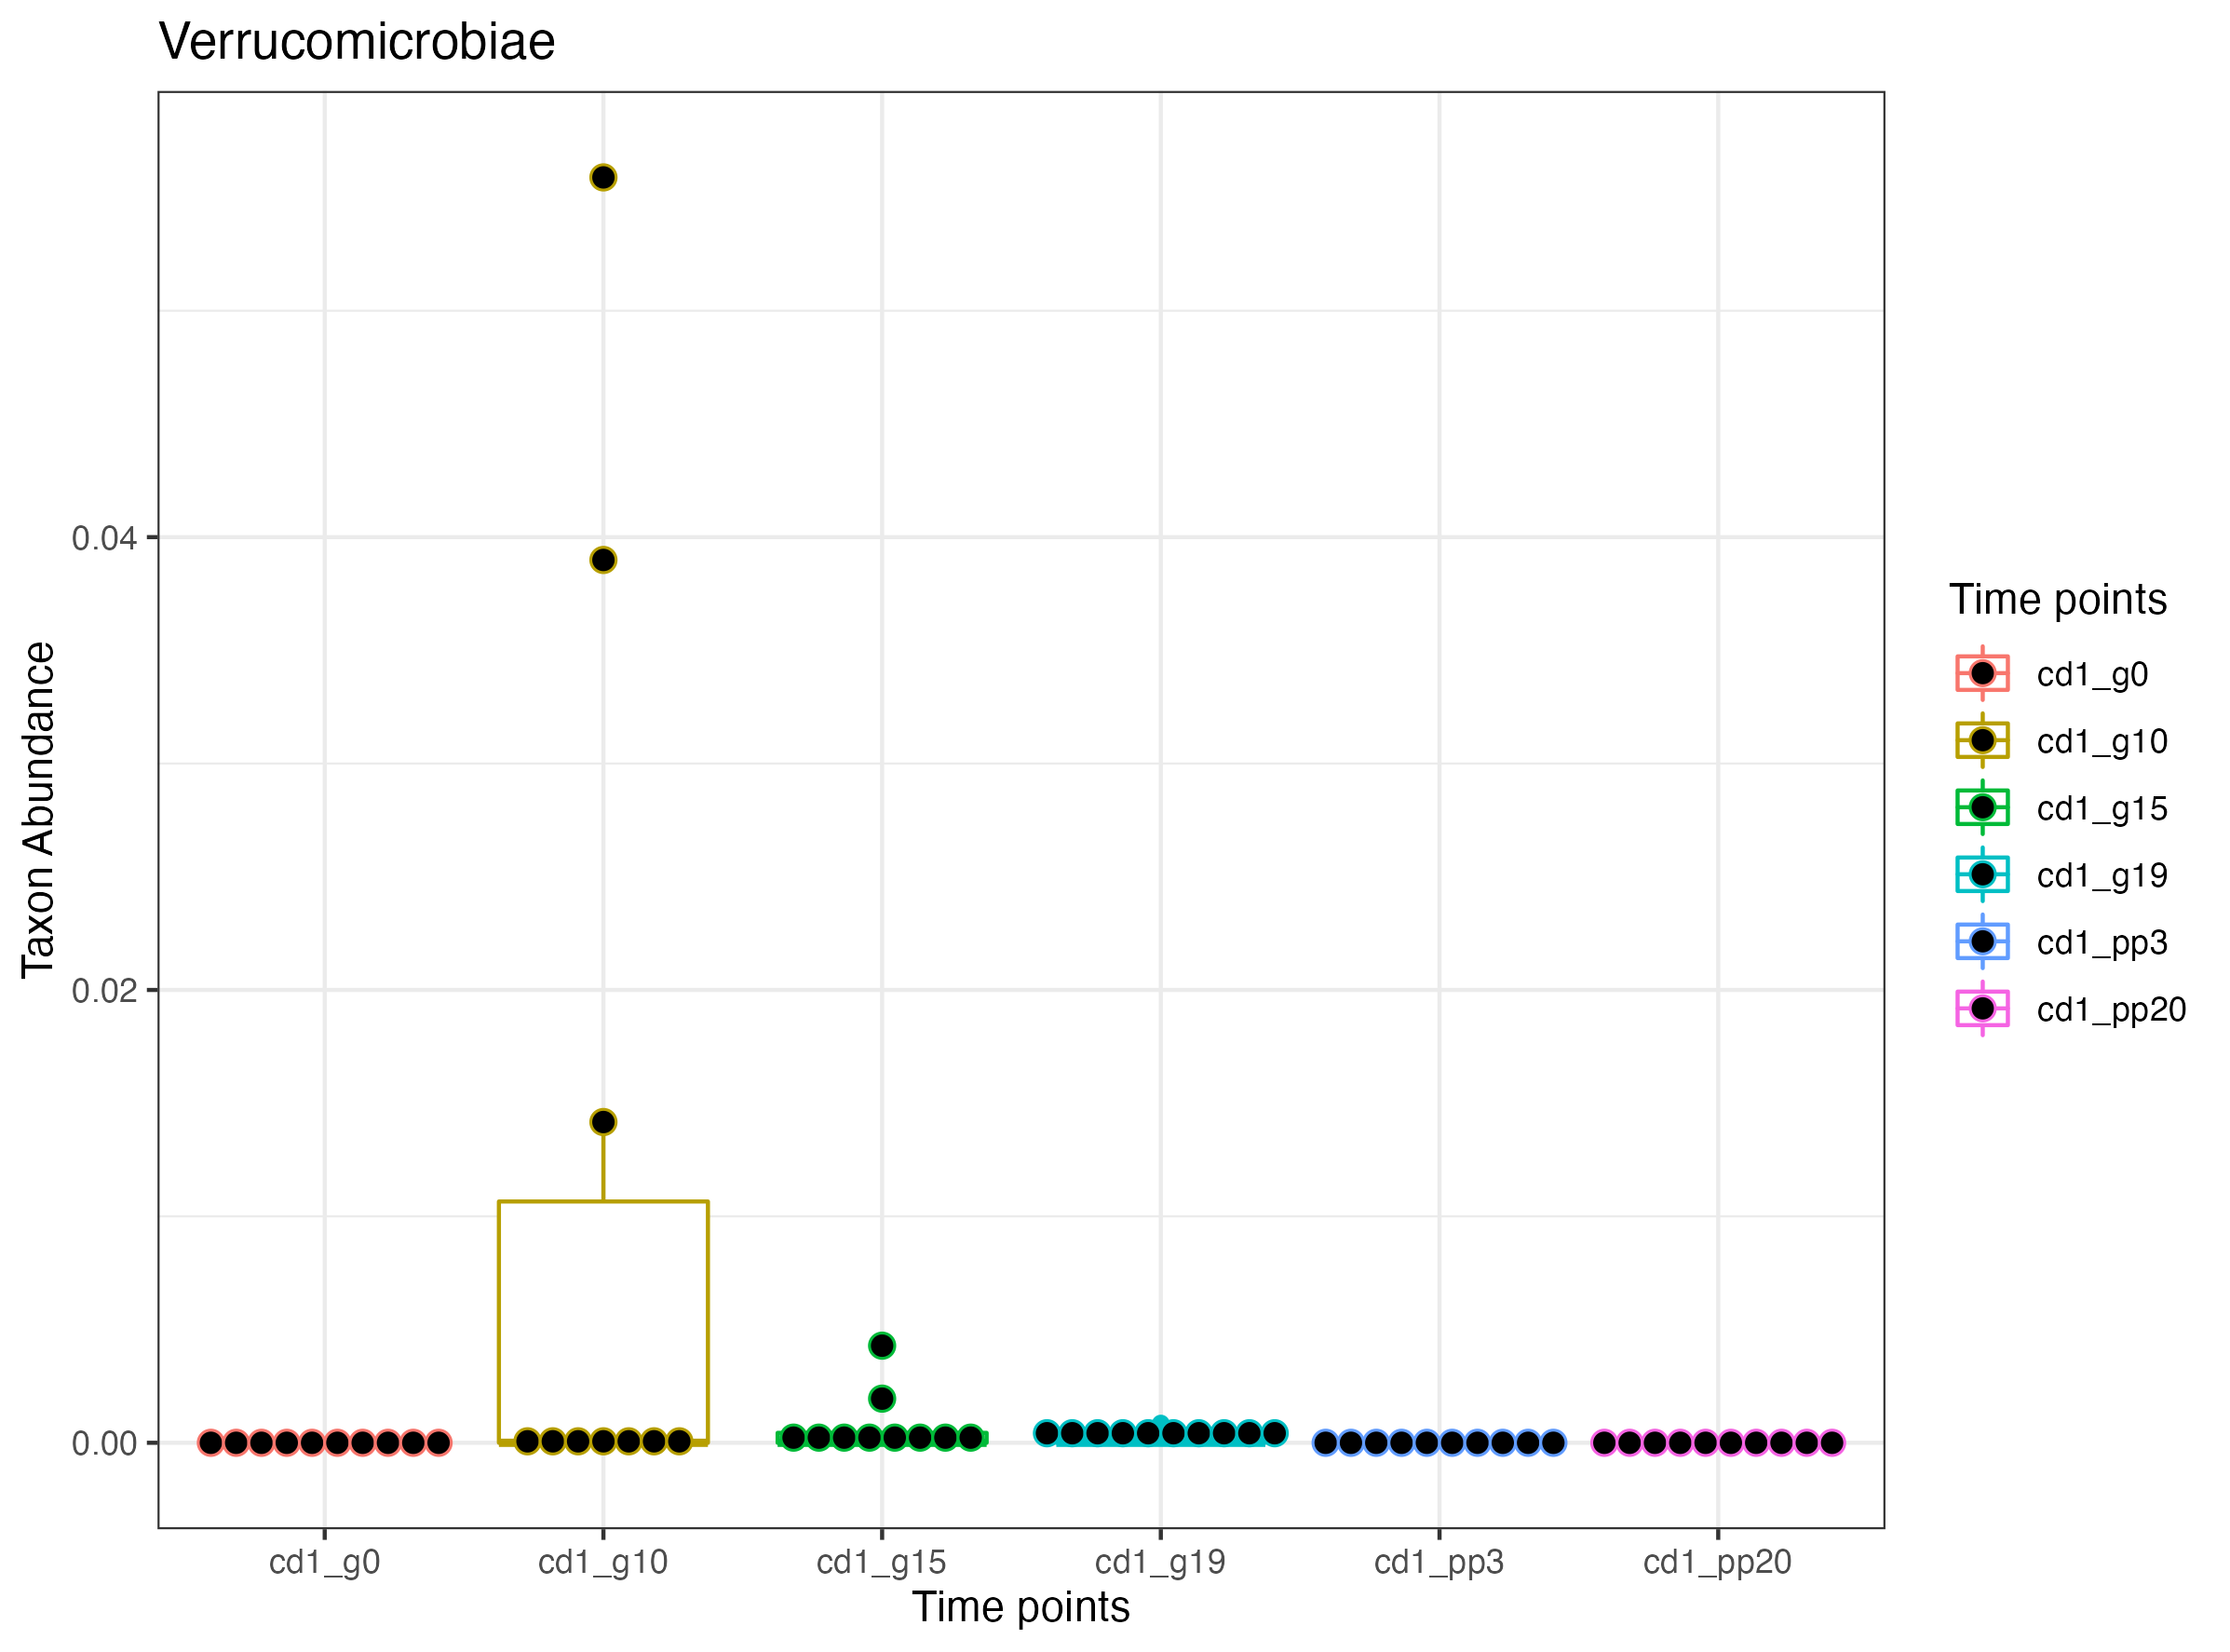 Verrucomicrobiae
Taxon Abundance
0.04
0.02
0.00
cd1_g0
cd1_g10
cd1_g15
cd1_g19
cd1_pp3
cd1_pp20
Time points
Time points
cd1_g0
cd1_g10
cd1_g15
cd1_g19
cd1_pp3
cd1_pp20